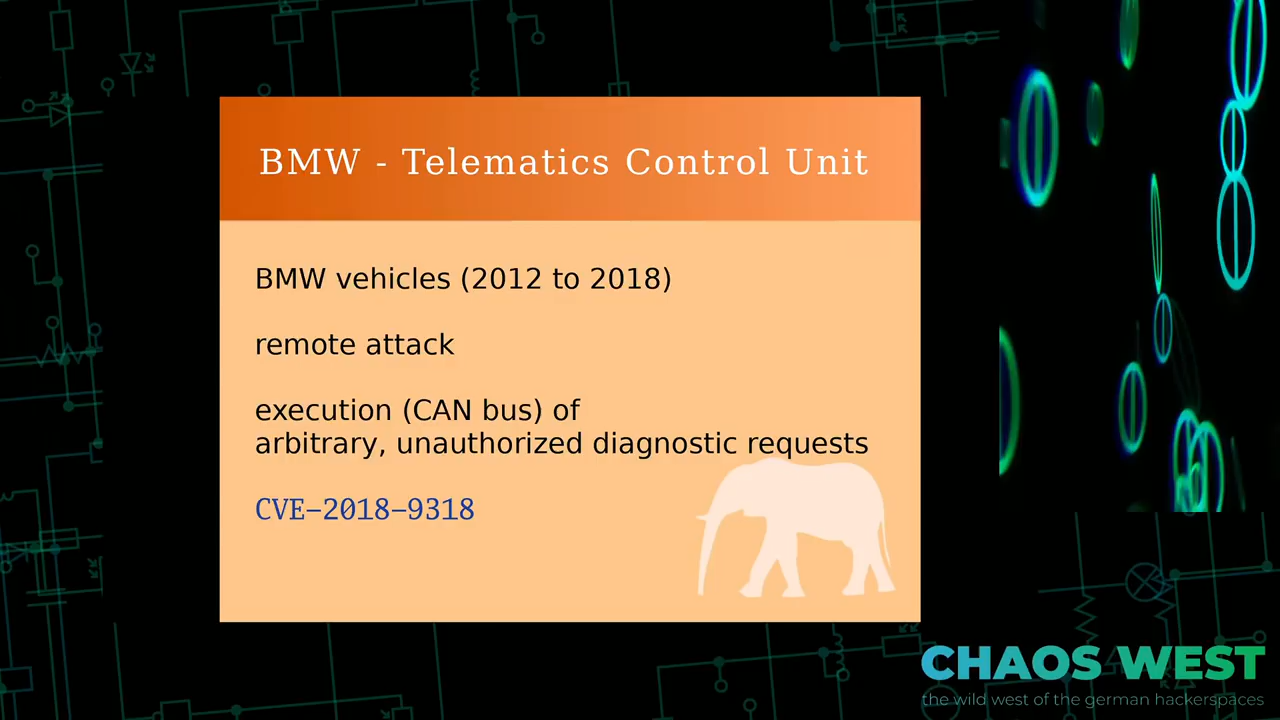 BMW - Telematics Control Unit
BMW vehicles (2012 to 2018)
remote attack
execution (CAN bus) of
arbitrary, unauthorized diagnostic requests
CVE–2018–9318
CHAOS WEST
the wild west of the german hackerspaces